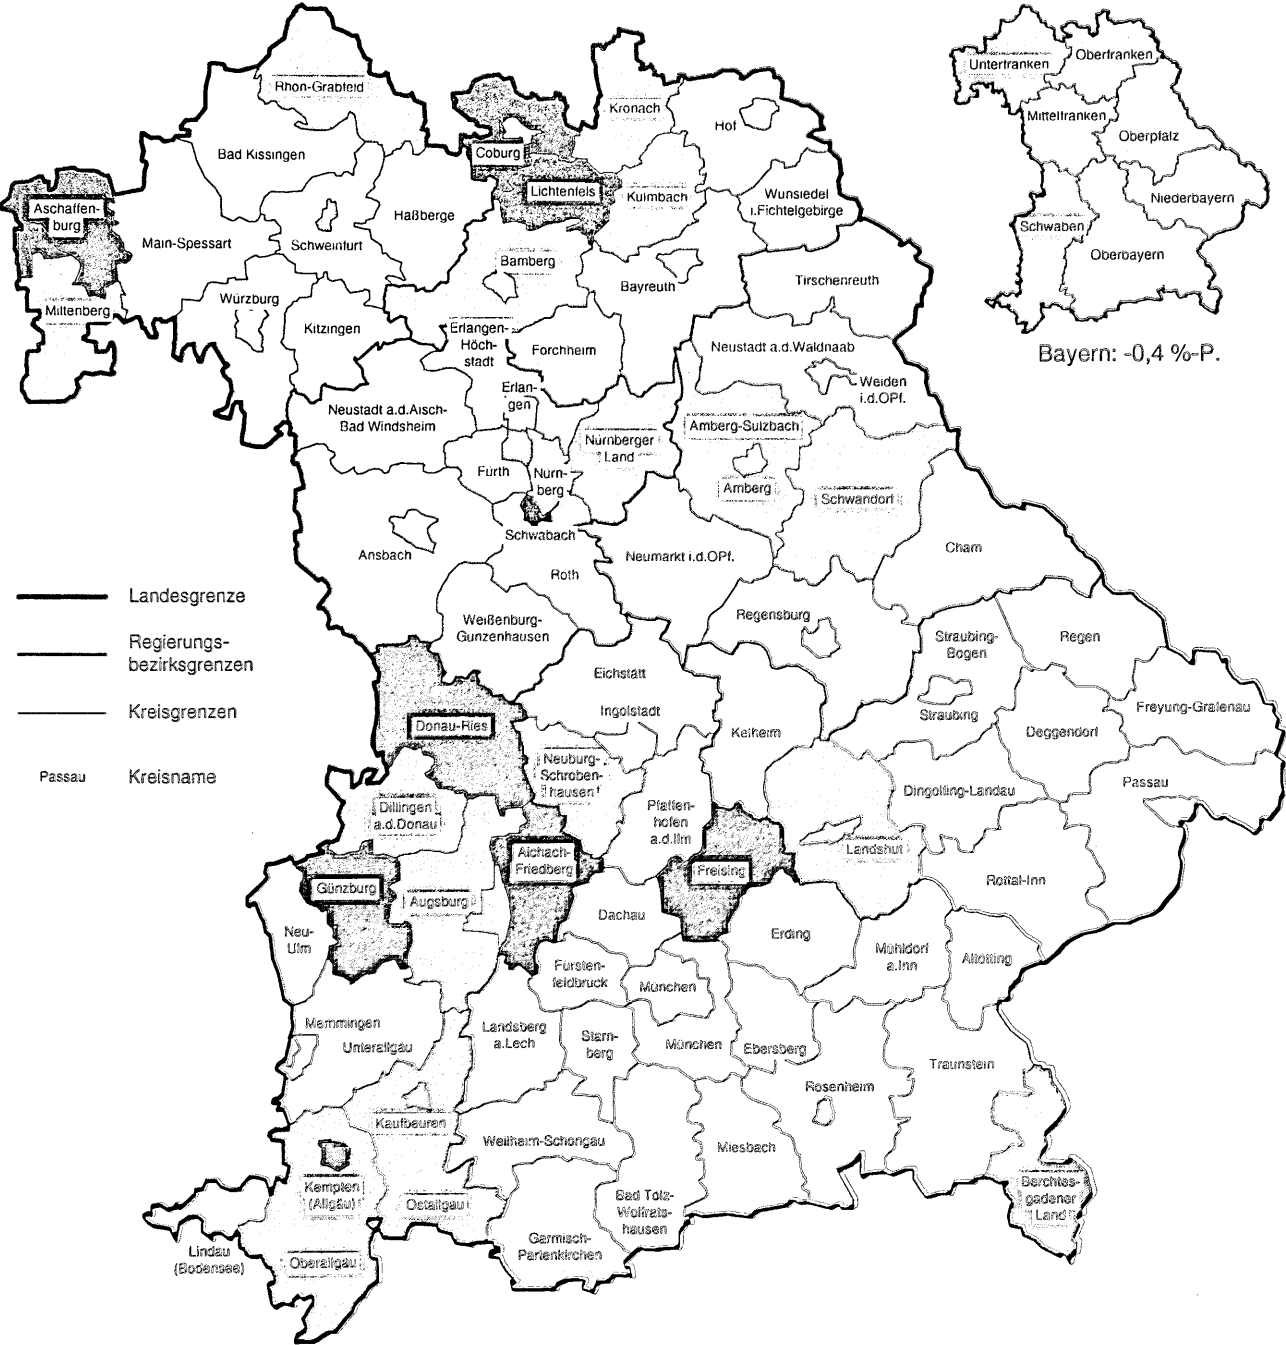 Rhön-Grabfeld
Bad Kissingen
Aschaffen-
burg
Main-Spessart
Schweinfurt
Haßberge
Miltenberg
Würzburg
Kitzingen
Coburg
Lichtenfels
Kronach
Hof
Kulmbach
Wunsiedel
i.Fichtelgebirge
Bamberg
Bayreuth
Forchheim
Tirschenreuth
Neustadt a.d.Waldnaab
Weiden
i.d.OPf.
Erlangen-
Höch-
stadt
Erlan-
gen
Neustadt a.d.Aisch-
Bad Windsheim
Fürth
Nürn-
berg
Nürnberger
Land
Amberg-Sulzbach
Amberg
Schwandorf
Schwabach
Ansbach
Roth
Neumarkt i.d.OPf.
Cham
Weißenburg-
Gunzenhausen
Regensburg
Straubing-
Bogen
Regen
Straubing
Freyung-Grafenau
Deggendorf
Passau
Dingolfing-Landau
Kelheim
Landshut
Rottal-Inn
Eichstätt
Ingolstadt
Neuburg-
Schroben-
hausen
Pfaffen-
hofen
a.d.Ilm
Donau-Ries
Dillingen
a.d.Donau
Günzburg
Augsburg
Aichach-
Friedberg
Freising
Neu-
Ulm
Dachau
Erding
Mühldorf
a.Inn
Altötting
Fürsten-
feldbruck
München
Memmingen
Unterallgäu
Landsberg
a.Lech
Starn-
berg
München
Ebersberg
Traunstein
Rosenheim
Kaufbeuren
Weilheim-Schongau
Miesbach
Kempten
(Allgäu)
Ostallgäu
Bad Tölz-
Wolfrats-
hausen
Berchtes-
gadener
Land
Garmisch-
Partenkirchen
Lindau
(Bodensee)
Oberallgäu
Landesgrenze
Regierungs-
bezirksgrenzen
Kreisgrenzen
Passau Kreisname
Unterfranken
Oberfranken
Mittelfranken
Oberpfalz
Niederbayern
Schwaben
Oberbayern
Bayern: -0,4 %-P.